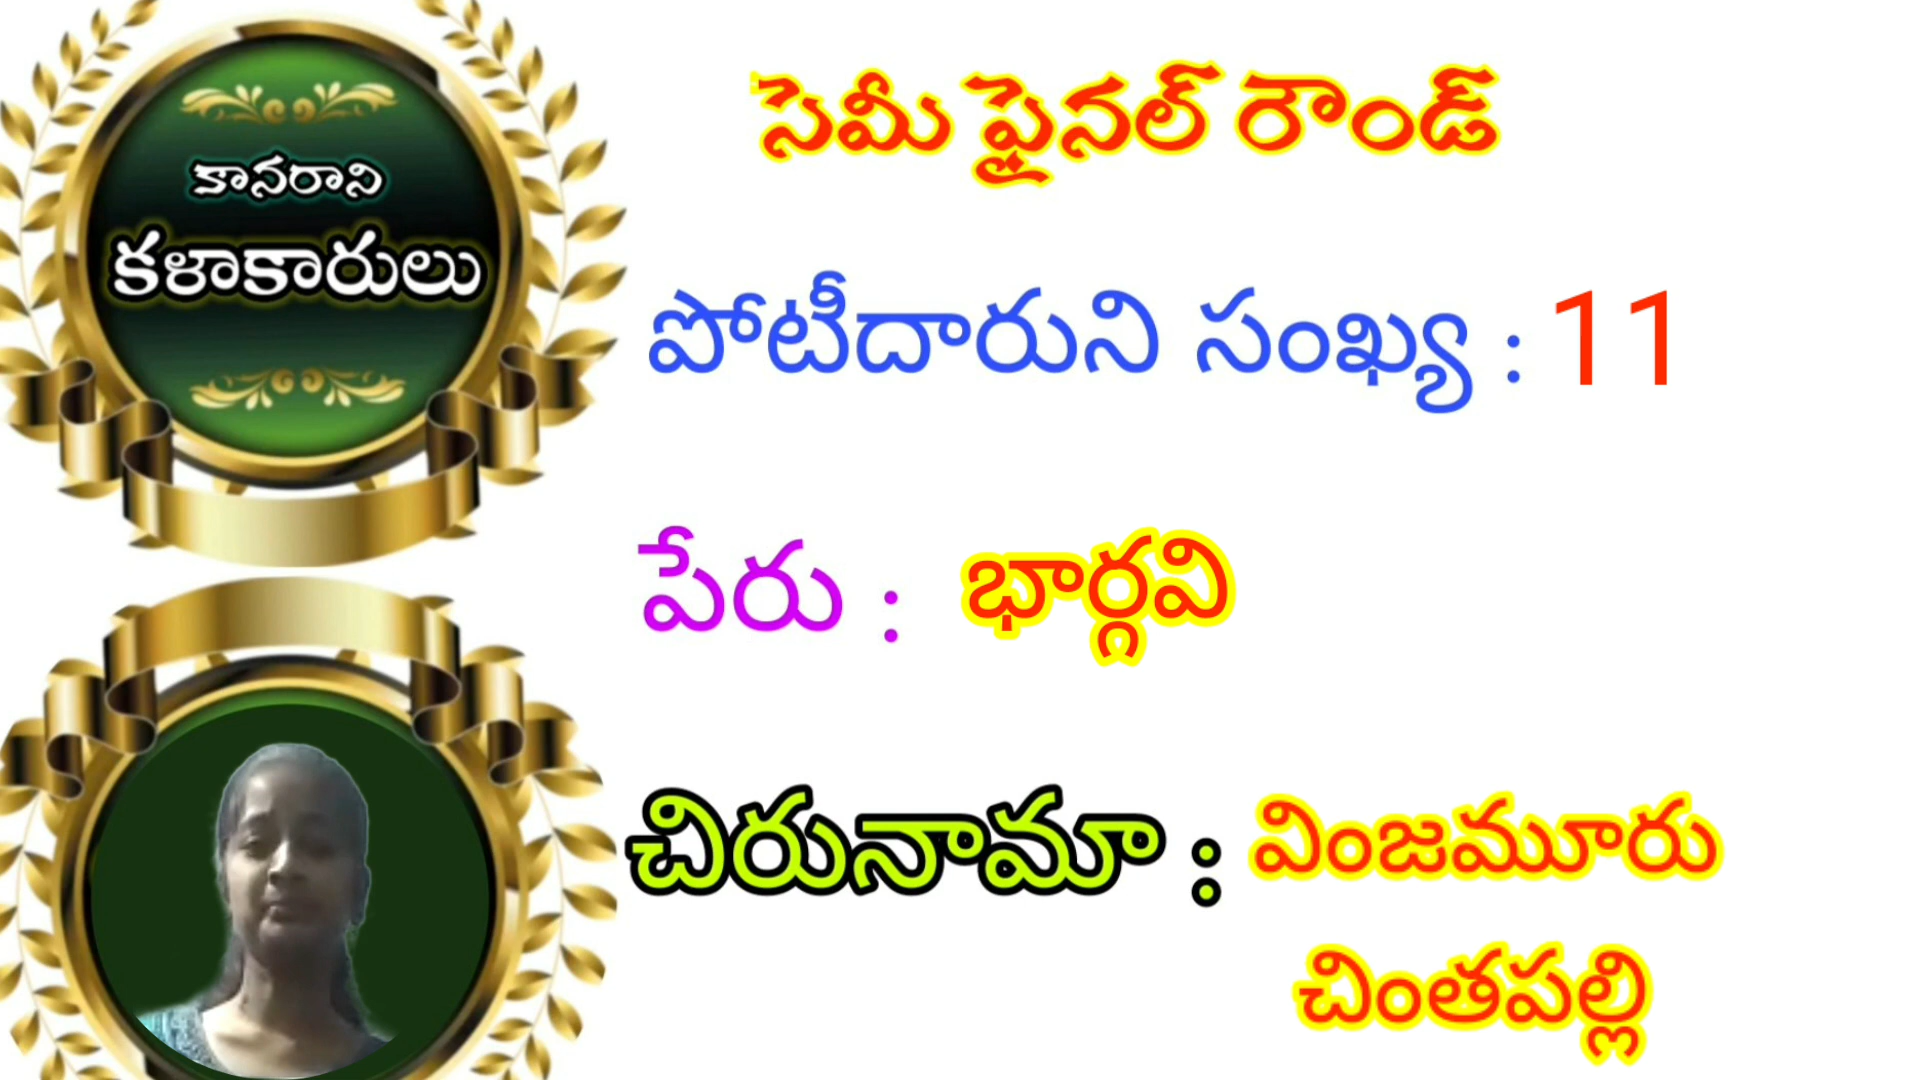 కానరాని
కళాకారులు
సెమీ ఫైనల్ రౌండ్
పోటీదారుని సంఖ్య : 11
పేరు : భార్గవి
చిరునామా : వింజమూరు
చింతపల్లి